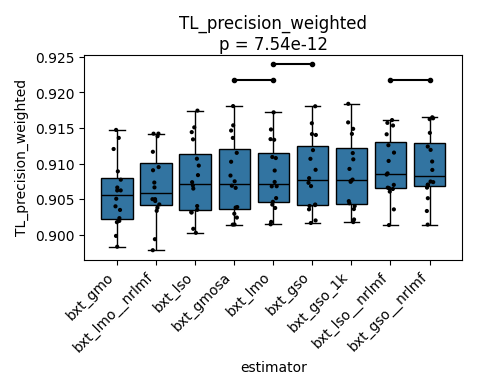 TL_precision_weighted
p = 7.54e-12
0.925
0.920
0.915
0.910
0.905
0.900
TL_precision_weighted
bxt_gmo
bxt_lmo__nrlmf
bxt_lso
bxt_gmosa
bxt_lmo
bxt_gso
bxt_gso_1k
bxt_lso__nrlmf
bxt_gso__nrlmf
estimator